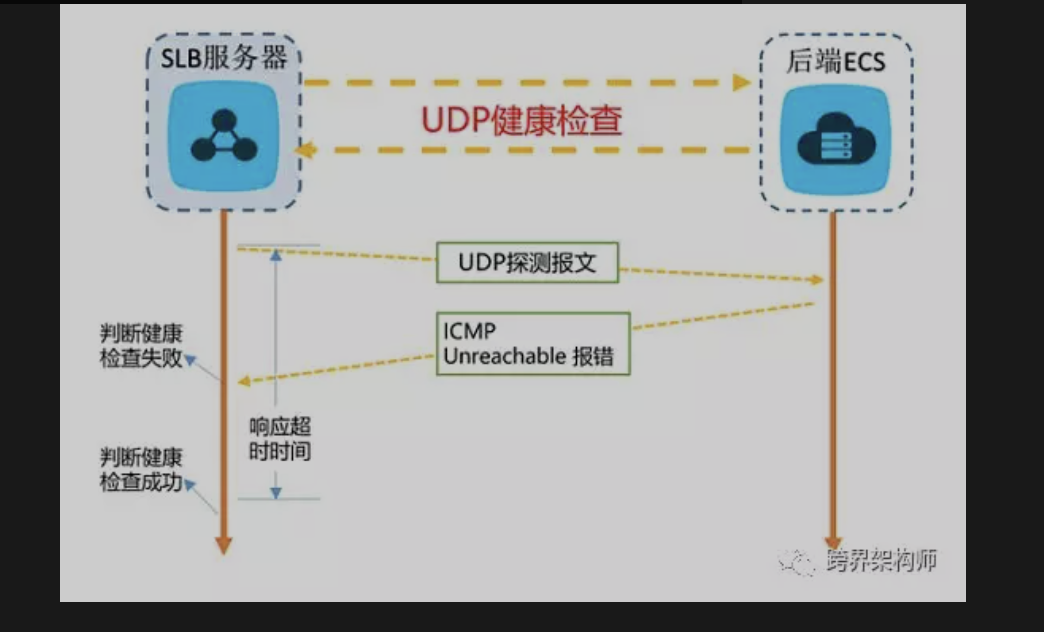 SLB服务器
后端ECS
UDP健康检查
UDP探测报文
ICMP
Unreachable 报错
判断健康
检查失败
响应超
时时间
判断健康
检查成功
跨界架构师